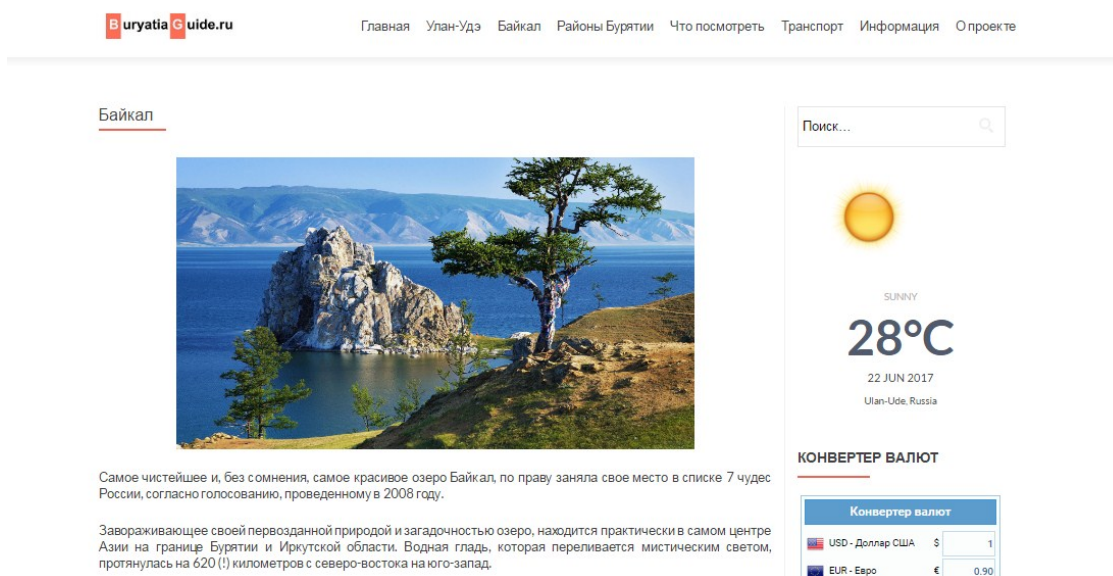 Buryatia Guide.ru
Главная Улан-Удэ Байкал Районы Бурятии Что посмотреть Транспорт Информация О проекте
Байкал
Самое чистейшее и, без сомнения, самое красивое озеро Байкал, по праву заняла свое место в списке 7 чудес
России, согласно голосованию, проведенному в 2008 году.
Завораживающее своей первозданной природой и загадочностью озеро, находится практически в самом центре
Азии на границе Бурятии и Иркутской области. Водная гладь, которая переливается мистическим светом,
протянулась на 620 (!) километров с северо-востока на юго-запад.
Поиск...
SUNNY
28°C
22 JUN 2017
Ulan-Ude, Russia
КОНВЕРТЕР ВАЛЮТ
Конвертер валют
USD - Доллар США $ 1
EUR - Евро € 0.90